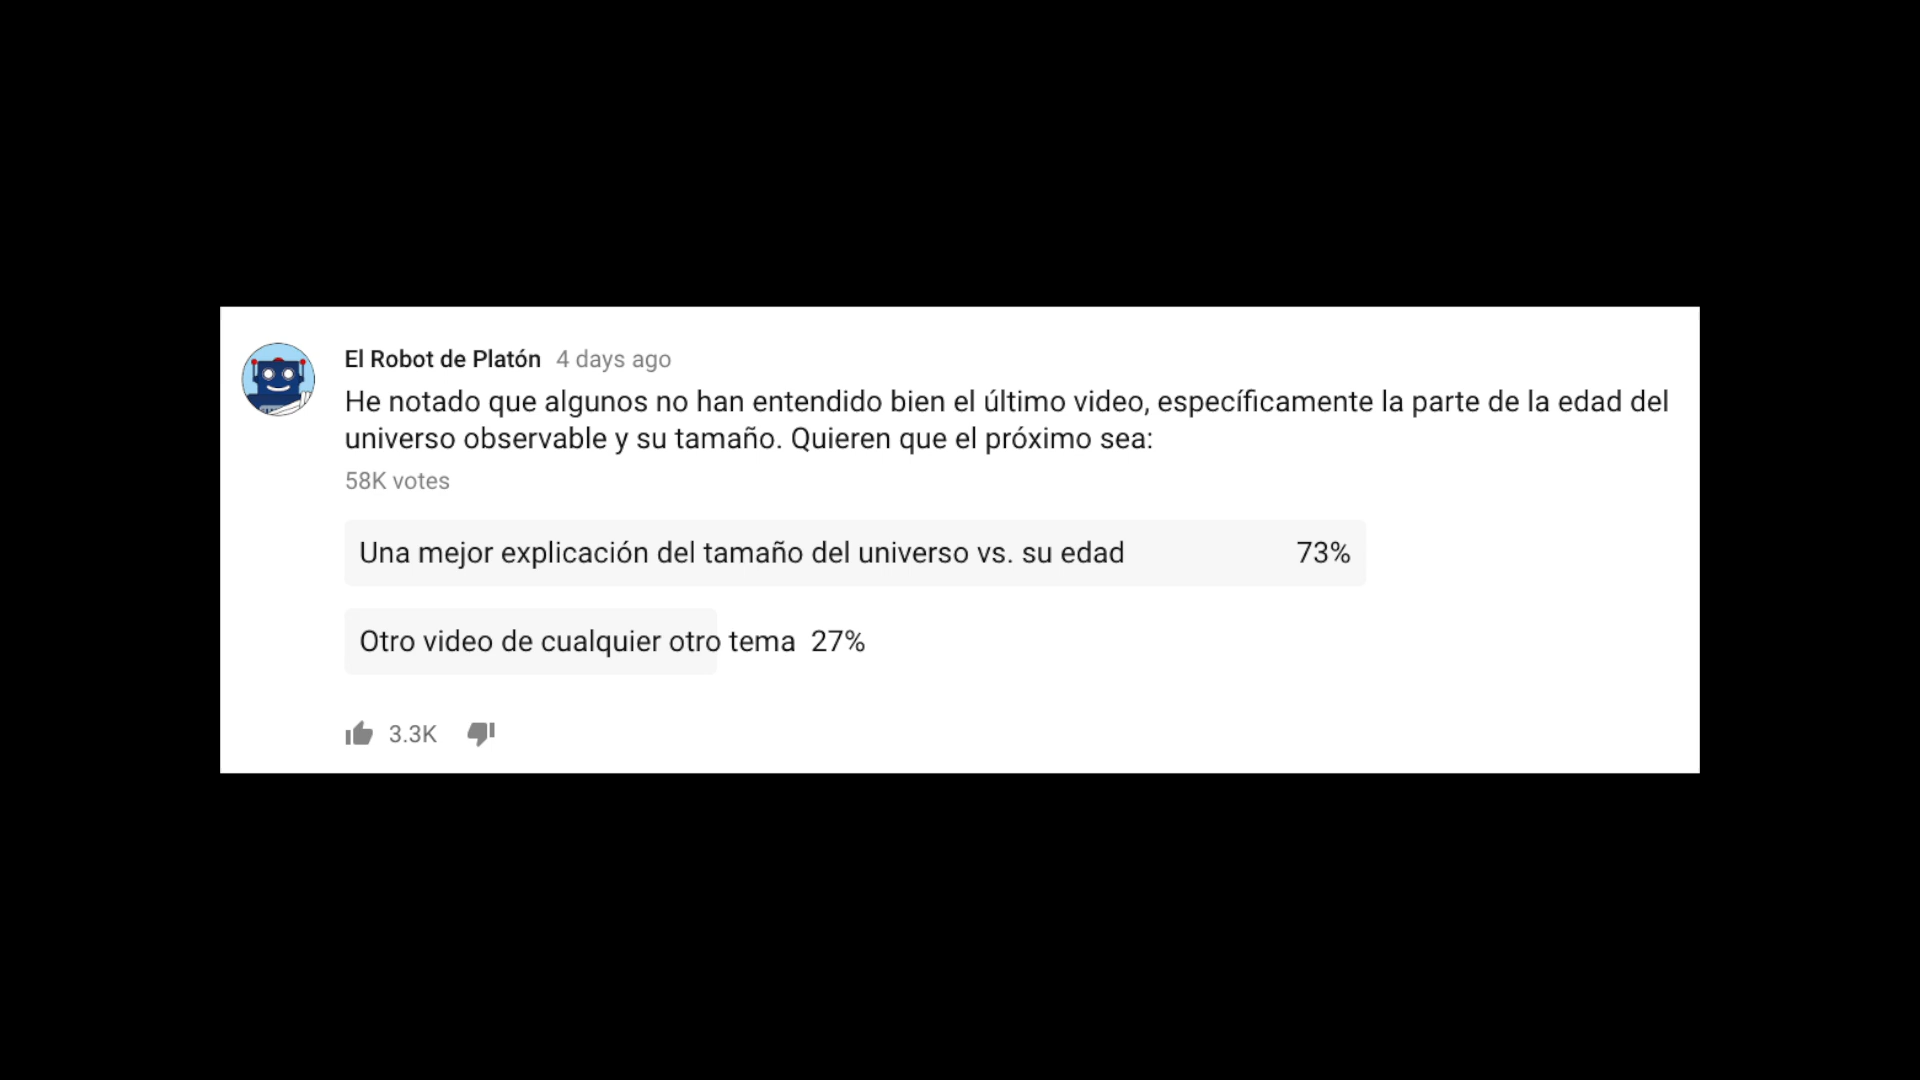 El Robot de Platón 4 days ago
He notado que algunos no han entendido bien el último video, específicamente la parte de la edad del
universo observable y su tamaño. Quieren que el próximo sea:
58K votes
Una mejor explicación del tamaño del universo vs. su edad 73%
Otro video de cualquier otro tema 27%
3.3K